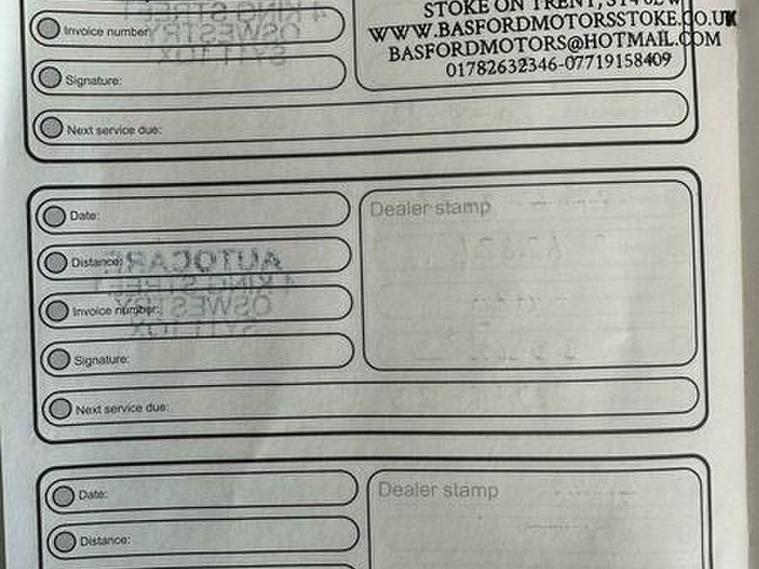 STOKE ON TRENT, ST4
WWW.BASFORDMOTORSSTOKE.CO.UK
BASFORDMOTORS@HOTMAIL.COM
01782632346-07719158409
Invoice number:
Signature:
Next service due:
Date:
Dealer stamp
Distance:
AUTOCARE
4 KING STREET
OSWESTRY
SY11 1QX
Invoice number:
Signature:
Next service due:
Date:
Dealer stamp
Distance: